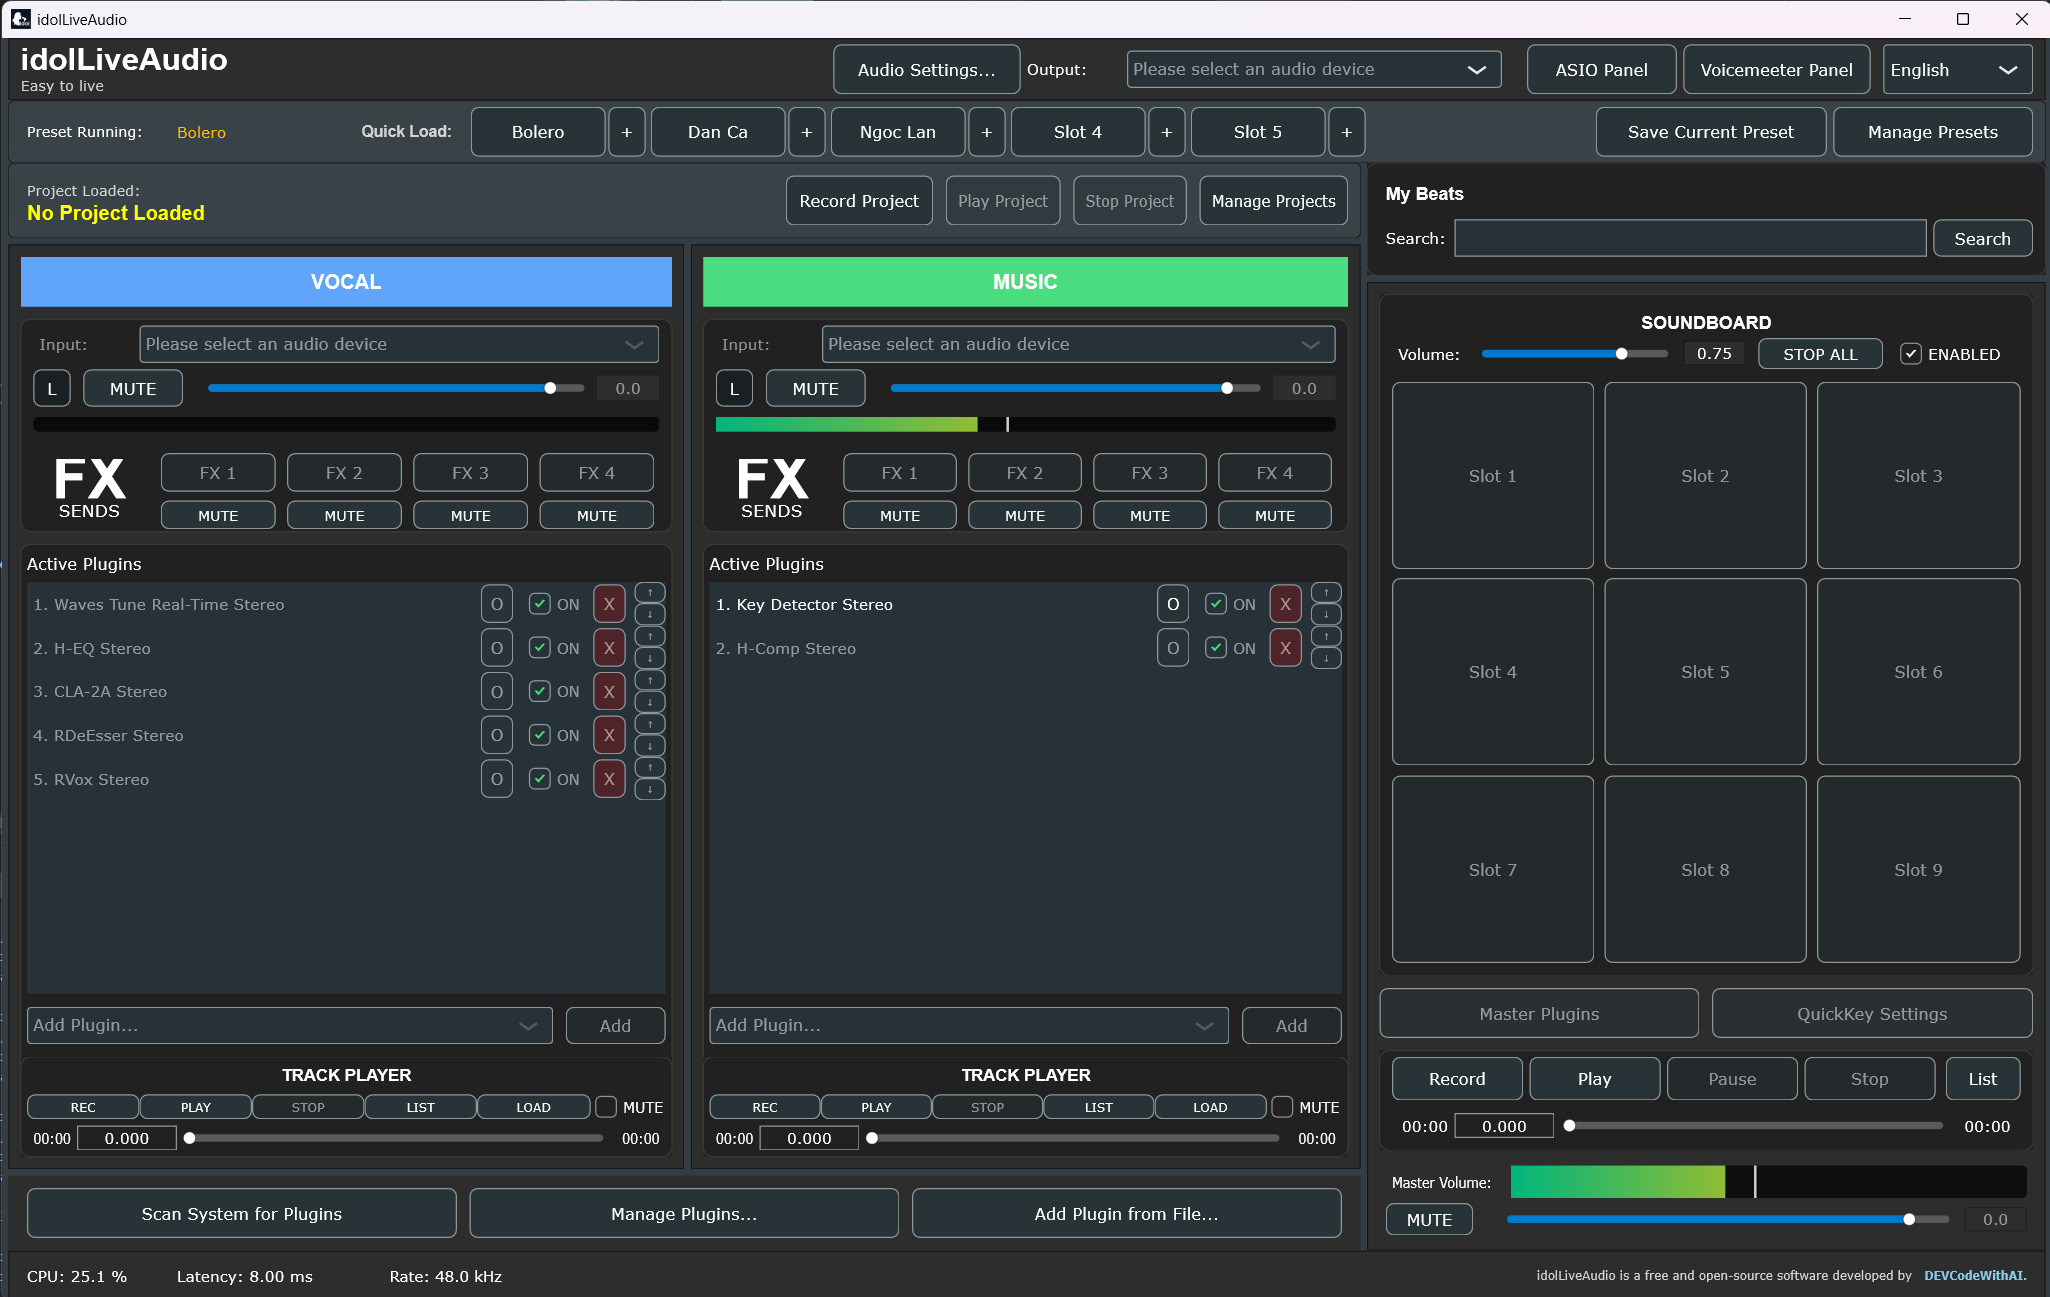 idolLiveAudio
idolLiveAudio
Easy to live
Audio Settings...
Output:
Please select an audio device
ASIO Panel
Voicemeeter Panel
English
Preset Running:
Bolero
Quick Load:
Bolero
+
Dan Ca
+
Ngoc Lan
+
Slot 4
+
Slot 5
+
Save Current Preset
Manage Presets
Project Loaded:
No Project Loaded
Record Project
Play Project
Stop Project
Manage Projects
My Beats
Search:
Search
VOCAL
Input:
Please select an audio device
L
MUTE
0.0
FX
SENDS
FX 1
FX 2
FX 3
FX 4
MUTE
MUTE
MUTE
MUTE
Active Plugins
1. Waves Tune Real-Time Stereo
O
ON
X
2. H-EQ Stereo
O
ON
X
3. CLA-2A Stereo
O
ON
X
4. RDeEsser Stereo
O
ON
X
5. RVox Stereo
O
ON
X
Add Plugin...
Add
TRACK PLAYER
REC
PLAY
STOP
LIST
LOAD
MUTE
00:00
0.000
00:00
MUSIC
Input:
Please select an audio device
L
MUTE
0.0
FX
SENDS
FX 1
FX 2
FX 3
FX 4
MUTE
MUTE
MUTE
MUTE
Active Plugins
1. Key Detector Stereo
O
ON
X
2. H-Comp Stereo
O
ON
X
Add Plugin...
Add
TRACK PLAYER
REC
PLAY
STOP
LIST
LOAD
MUTE
00:00
0.000
00:00
SOUNDBOARD
Volume:
0.75
STOP ALL
ENABLED
Slot 1
Slot 2
Slot 3
Slot 4
Slot 5
Slot 6
Slot 7
Slot 8
Slot 9
Master Plugins
QuickKey Settings
Record
Play
Pause
Stop
List
00:00
0.000
00:00
Master Volume:
MUTE
0.0
Scan System for Plugins
Manage Plugins...
Add Plugin from File...
CPU: 25.1 %
Latency: 8.00 ms
Rate: 48.0 kHz
idolLiveAudio is a free and open-source software developed by DEVCodeWithAI.